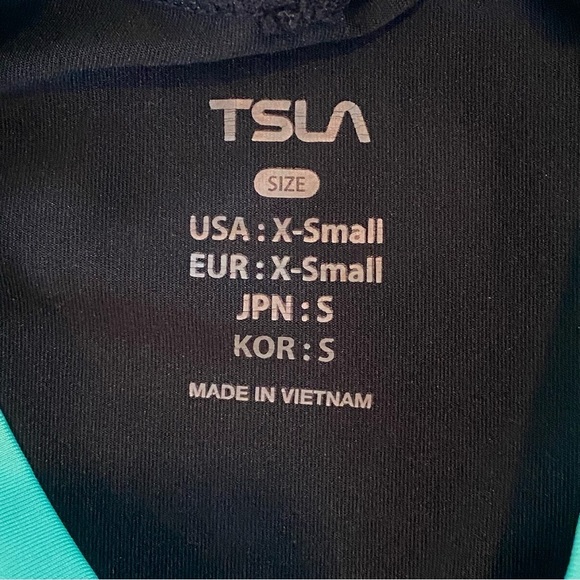 TSLA
SIZE
USA : X-Small
EUR : X-Small
JPN : S
KOR : S
MADE IN VIETNAM